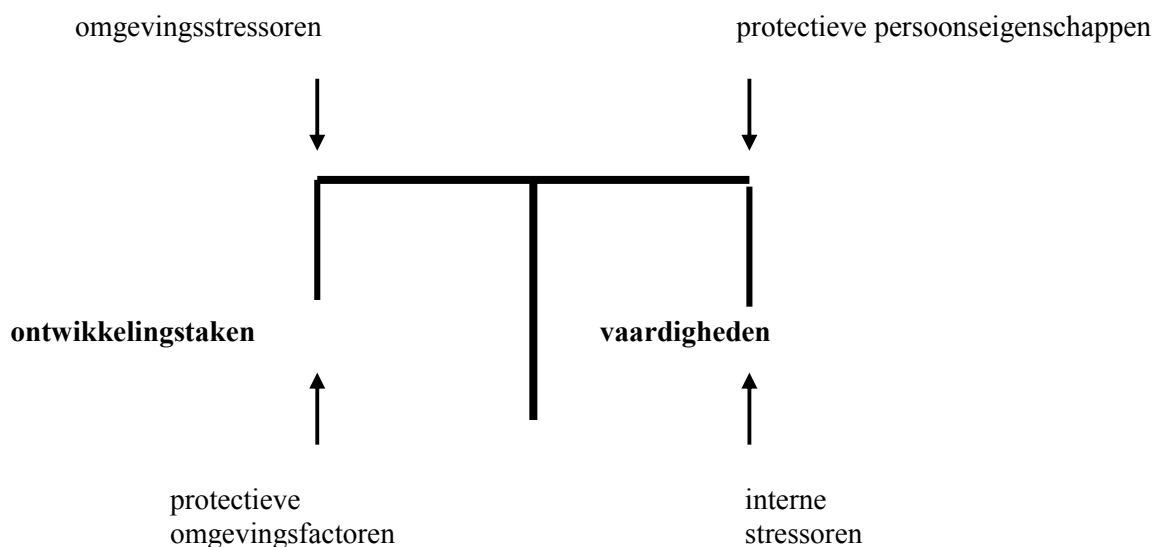 omgevingsstressoren
protectieve persoonseigenschappen
ontwikkelingstaken
vaardigheden
protectieve
omgevingsfactoren
interne
stressoren